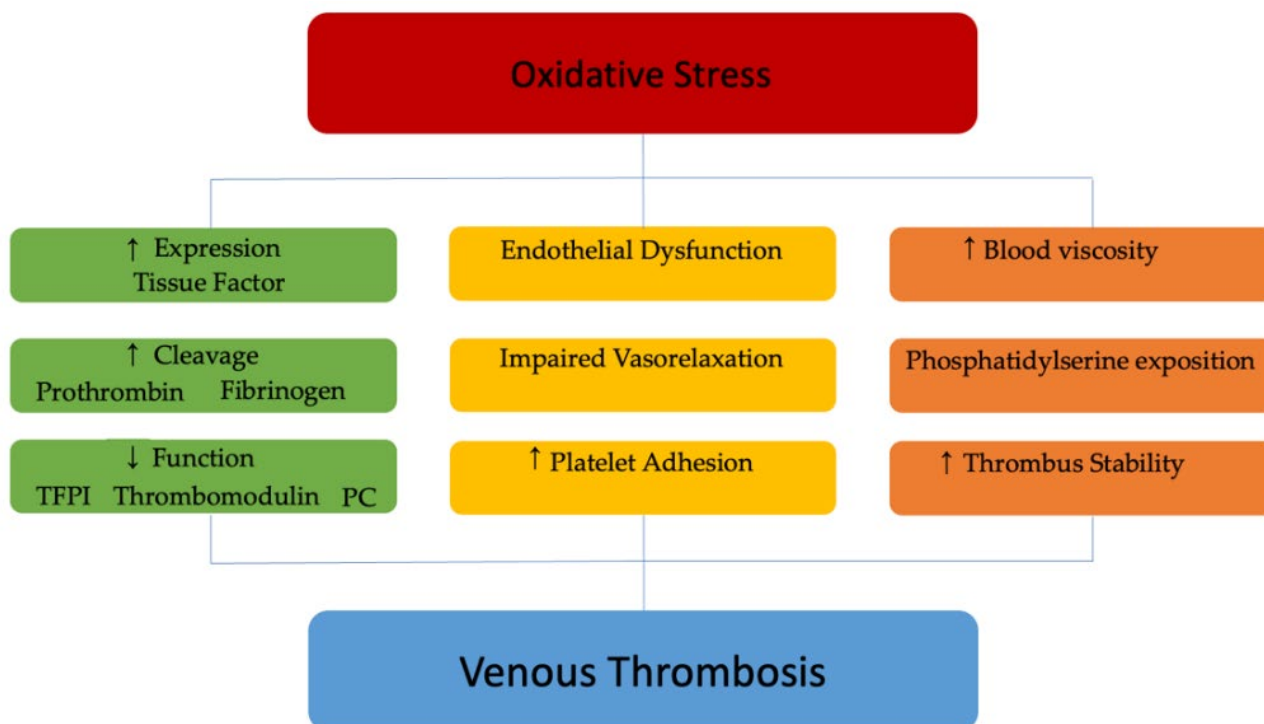 Oxidative Stress
↑ Expression
Tissue Factor
↑ Cleavage
Prothrombin Fibrinogen
↓ Function
TFPI Thrombomodulin PC
Endothelial Dysfunction
Impaired Vasorelaxation
↑ Platelet Adhesion
↑ Blood viscosity
Phosphatidylserine exposition
↑ Thrombus Stability
Venous Thrombosis